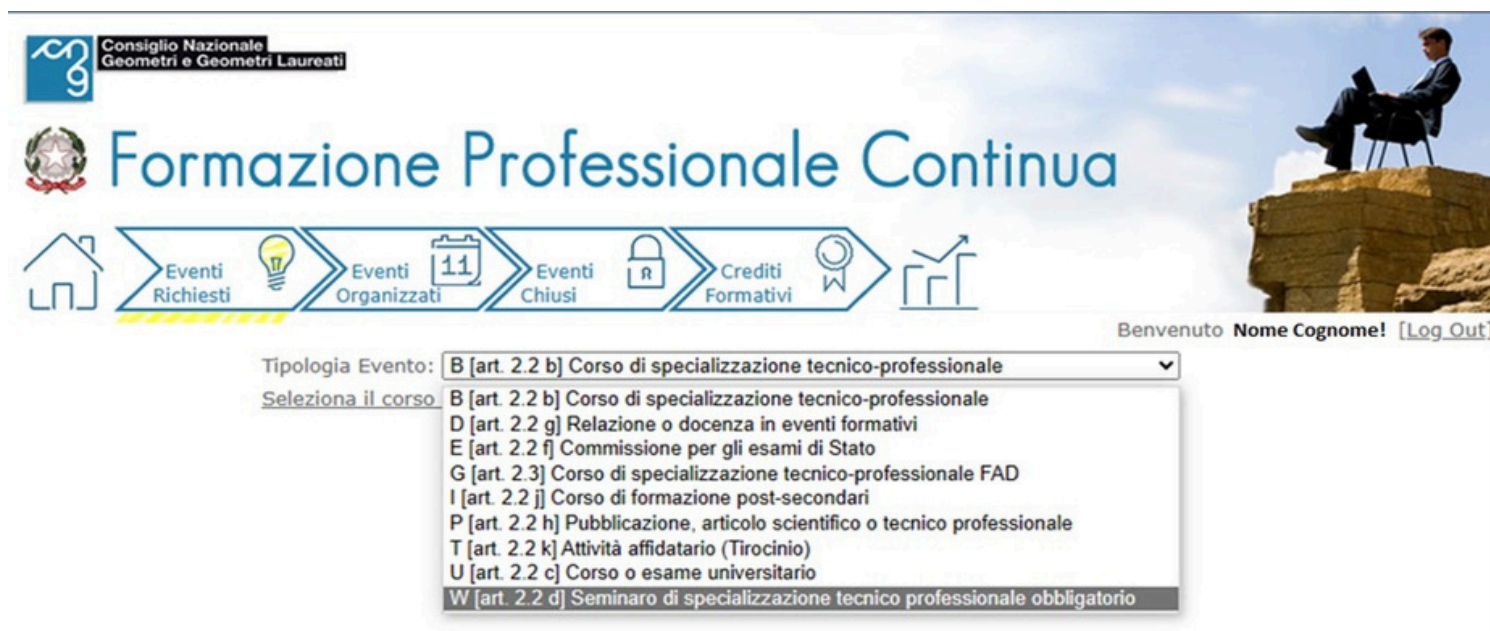 Consiglio Nazionale
Geometri e Geometri Laureati
Formazione Professionale Continua
Eventi Richiesti
Eventi Organizzati
11
Eventi Chiusi
R
Crediti Formativi
Benvenuto Nome Cognome! [Log Out]
Tipologia Evento: B [art. 2.2 b] Corso di specializzazione tecnico-professionale
Seleziona il corso
B [art. 2.2 b] Corso di specializzazione tecnico-professionale
D [art. 2.2 g] Relazione o docenza in eventi formativi
E [art. 2.2 f] Commissione per gli esami di Stato
G [art. 2.3] Corso di specializzazione tecnico-professionale FAD
I [art. 2.2 j] Corso di formazione post-secondari
P [art. 2.2 h] Pubblicazione, articolo scientifico o tecnico professionale
T [art. 2.2 k] Attività affidatario (Tirocinio)
U [art. 2.2 c] Corso o esame universitario
W [art. 2.2 d] Seminaro di specializzazione tecnico professionale obbligatorio